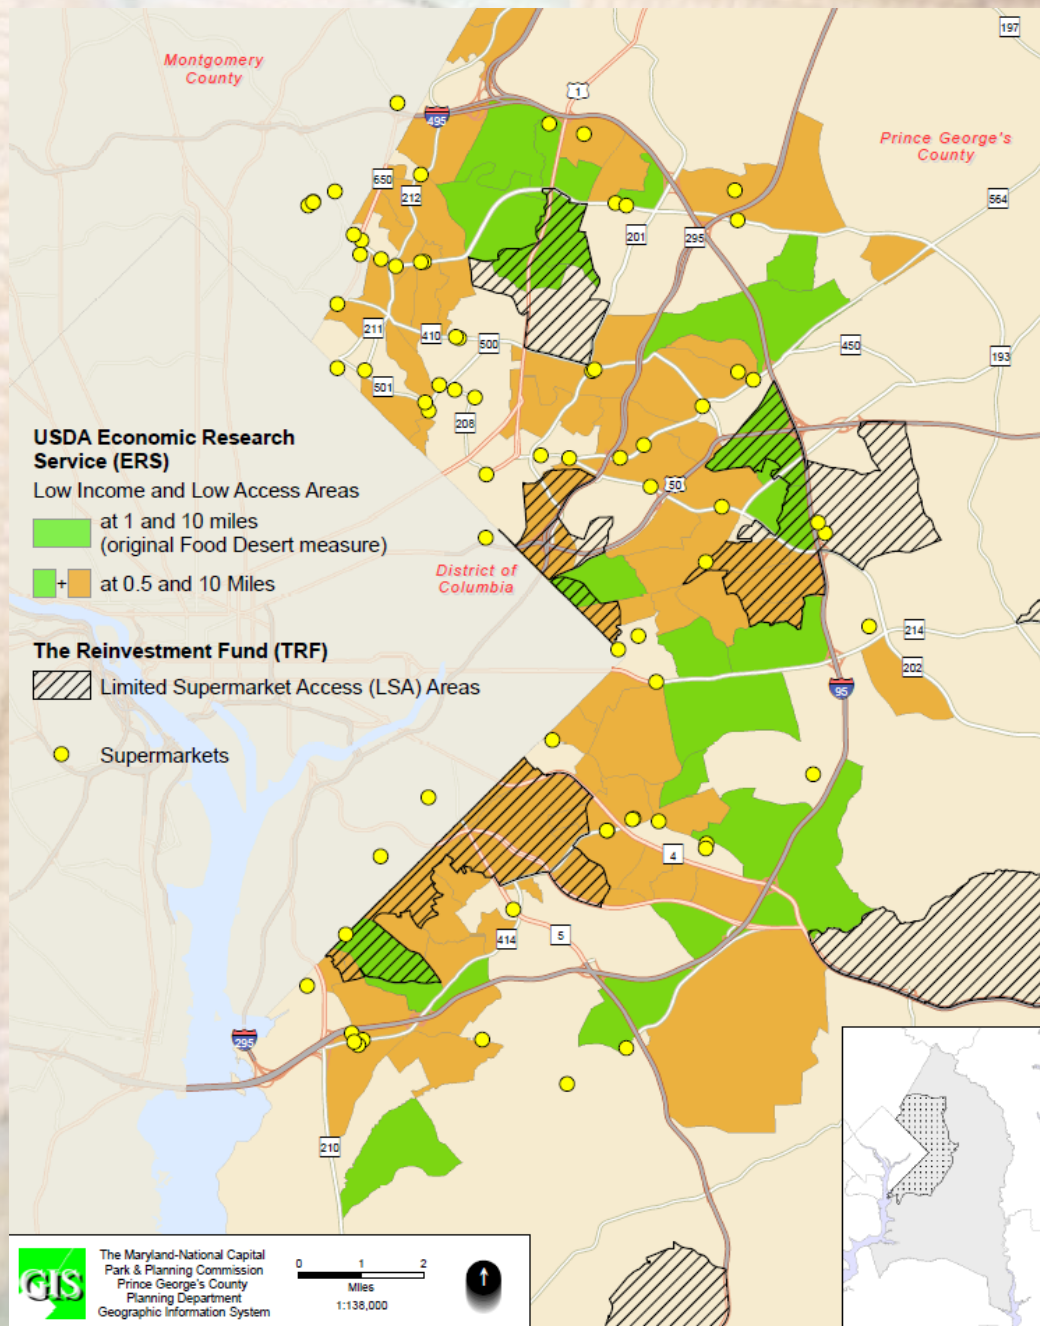 197
Montgomery
County
1
495
Prince George's
County
650
212
564
201
295
211
410
500
450
193
501
208
USDA Economic Research
Service (ERS)
Low Income and Low Access Areas
at 1 and 10 miles
(original Food Desert measure)
+
at 0.5 and 10 Miles
50
District of
Columbia
The Reinvestment Fund (TRF)
Limited Supermarket Access (LSA) Areas
Supermarkets
214
202
95
4
414
5
295
210
GIS
The Maryland-National Capital
Park & Planning Commission
Prince George's County
Planning Department
Geographic Information System
0 1 2
Miles
1:138,000